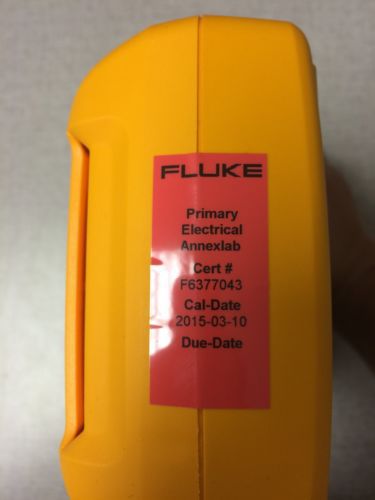 FLUKE
Primary
Electrical
Annexlab
Cert #
F6377043
Cal-Date
2015-03-10
Due-Date